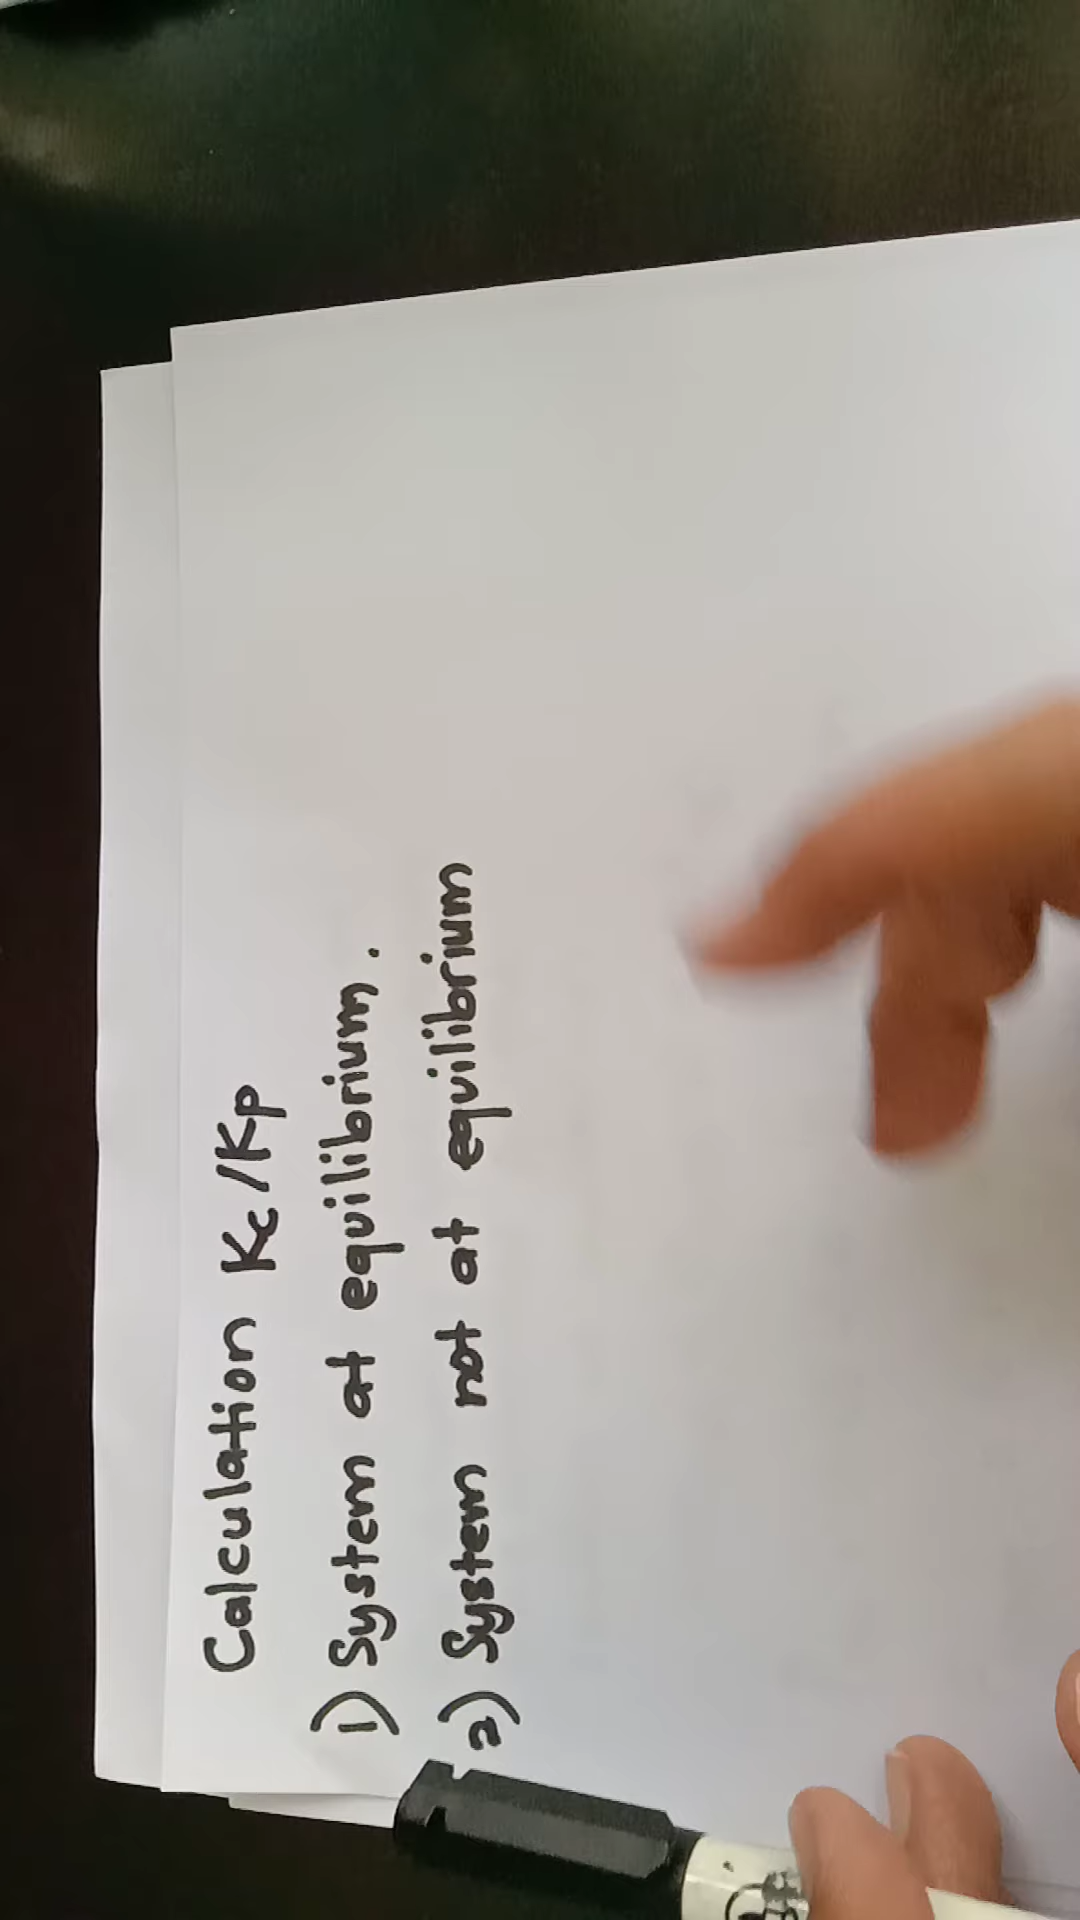 Calculation Kc/Kp
1) System at equilibrium.
2) System not at equilibrium